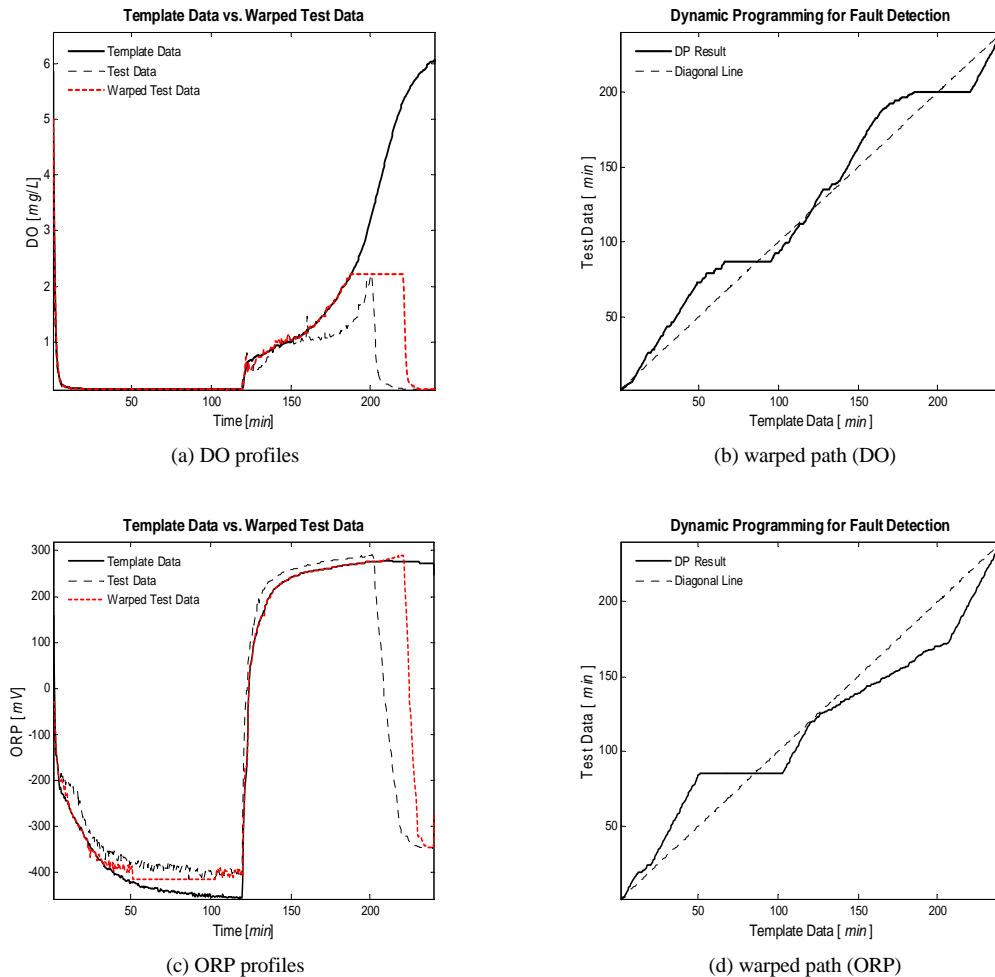 Template Data vs. Warped Test Data
Template Data
Test Data
Warped Test Data
DO [mg/L]
6
5
4
3
2
1
50
100
150
200
Time [min]
(a) DO profiles
Dynamic Programming for Fault Detection
DP Result
Diagonal Line
Test Data [ min ]
200
150
100
50
50
100
150
200
Template Data [ min ]
(b) warped path (DO)
Template Data vs. Warped Test Data
Template Data
Test Data
Warped Test Data
ORP [mV]
300
200
100
0
-100
-200
-300
-400
50
100
150
200
Time [min]
(c) ORP profiles
Dynamic Programming for Fault Detection
DP Result
Diagonal Line
Test Data [ min ]
200
150
100
50
50
100
150
200
Template Data [ min ]
(d) warped path (ORP)